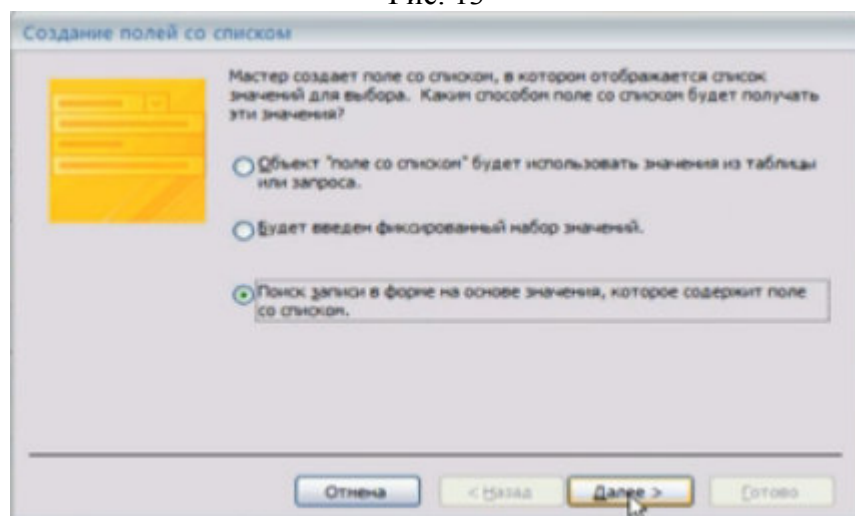 Рис. 15
Создание полей со списком
Мастер создает поле со списком, в котором отображается список
значений для выбора. Каким способом поле со списком будет получать
эти значения?
Объект "поле со списком" будет использовать значения из таблицы
или запроса.
Будет введен фиксированный набор значений.
Поиск записи в форме на основе значения, которое содержит поле
со списком.
Отмена
< Назад
Далее >
Готово